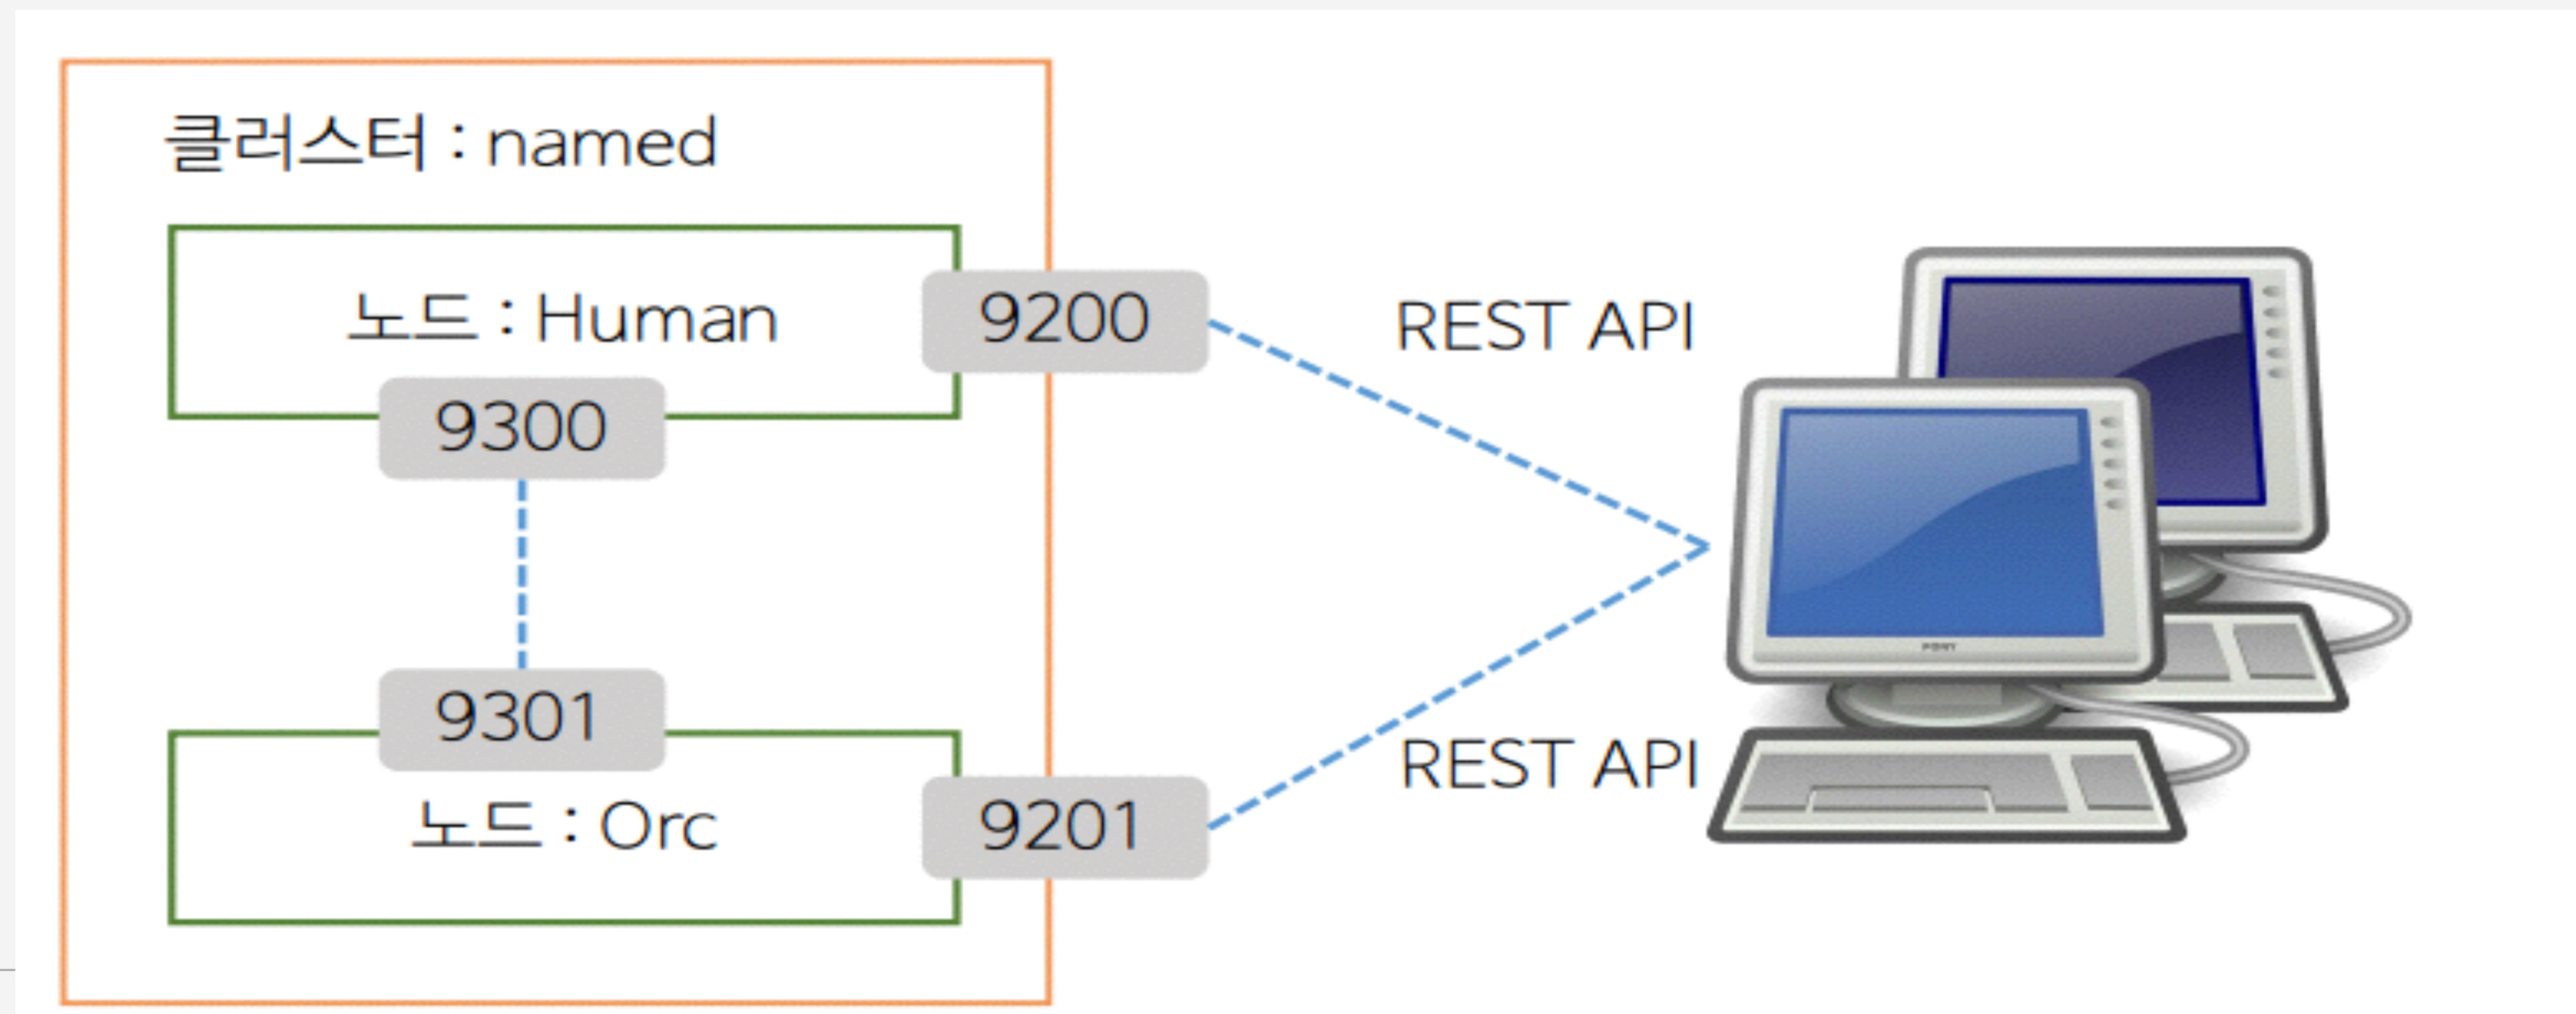 클러스터 : named
노드 : Human
9200
REST API
9300
9301
노드 : Orc
9201
REST API